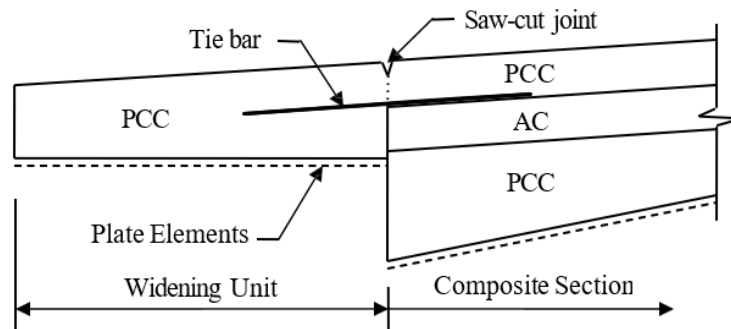 Saw-cut joint
Tie bar
PCC
PCC
AC
PCC
Plate Elements
Widening Unit
Composite Section